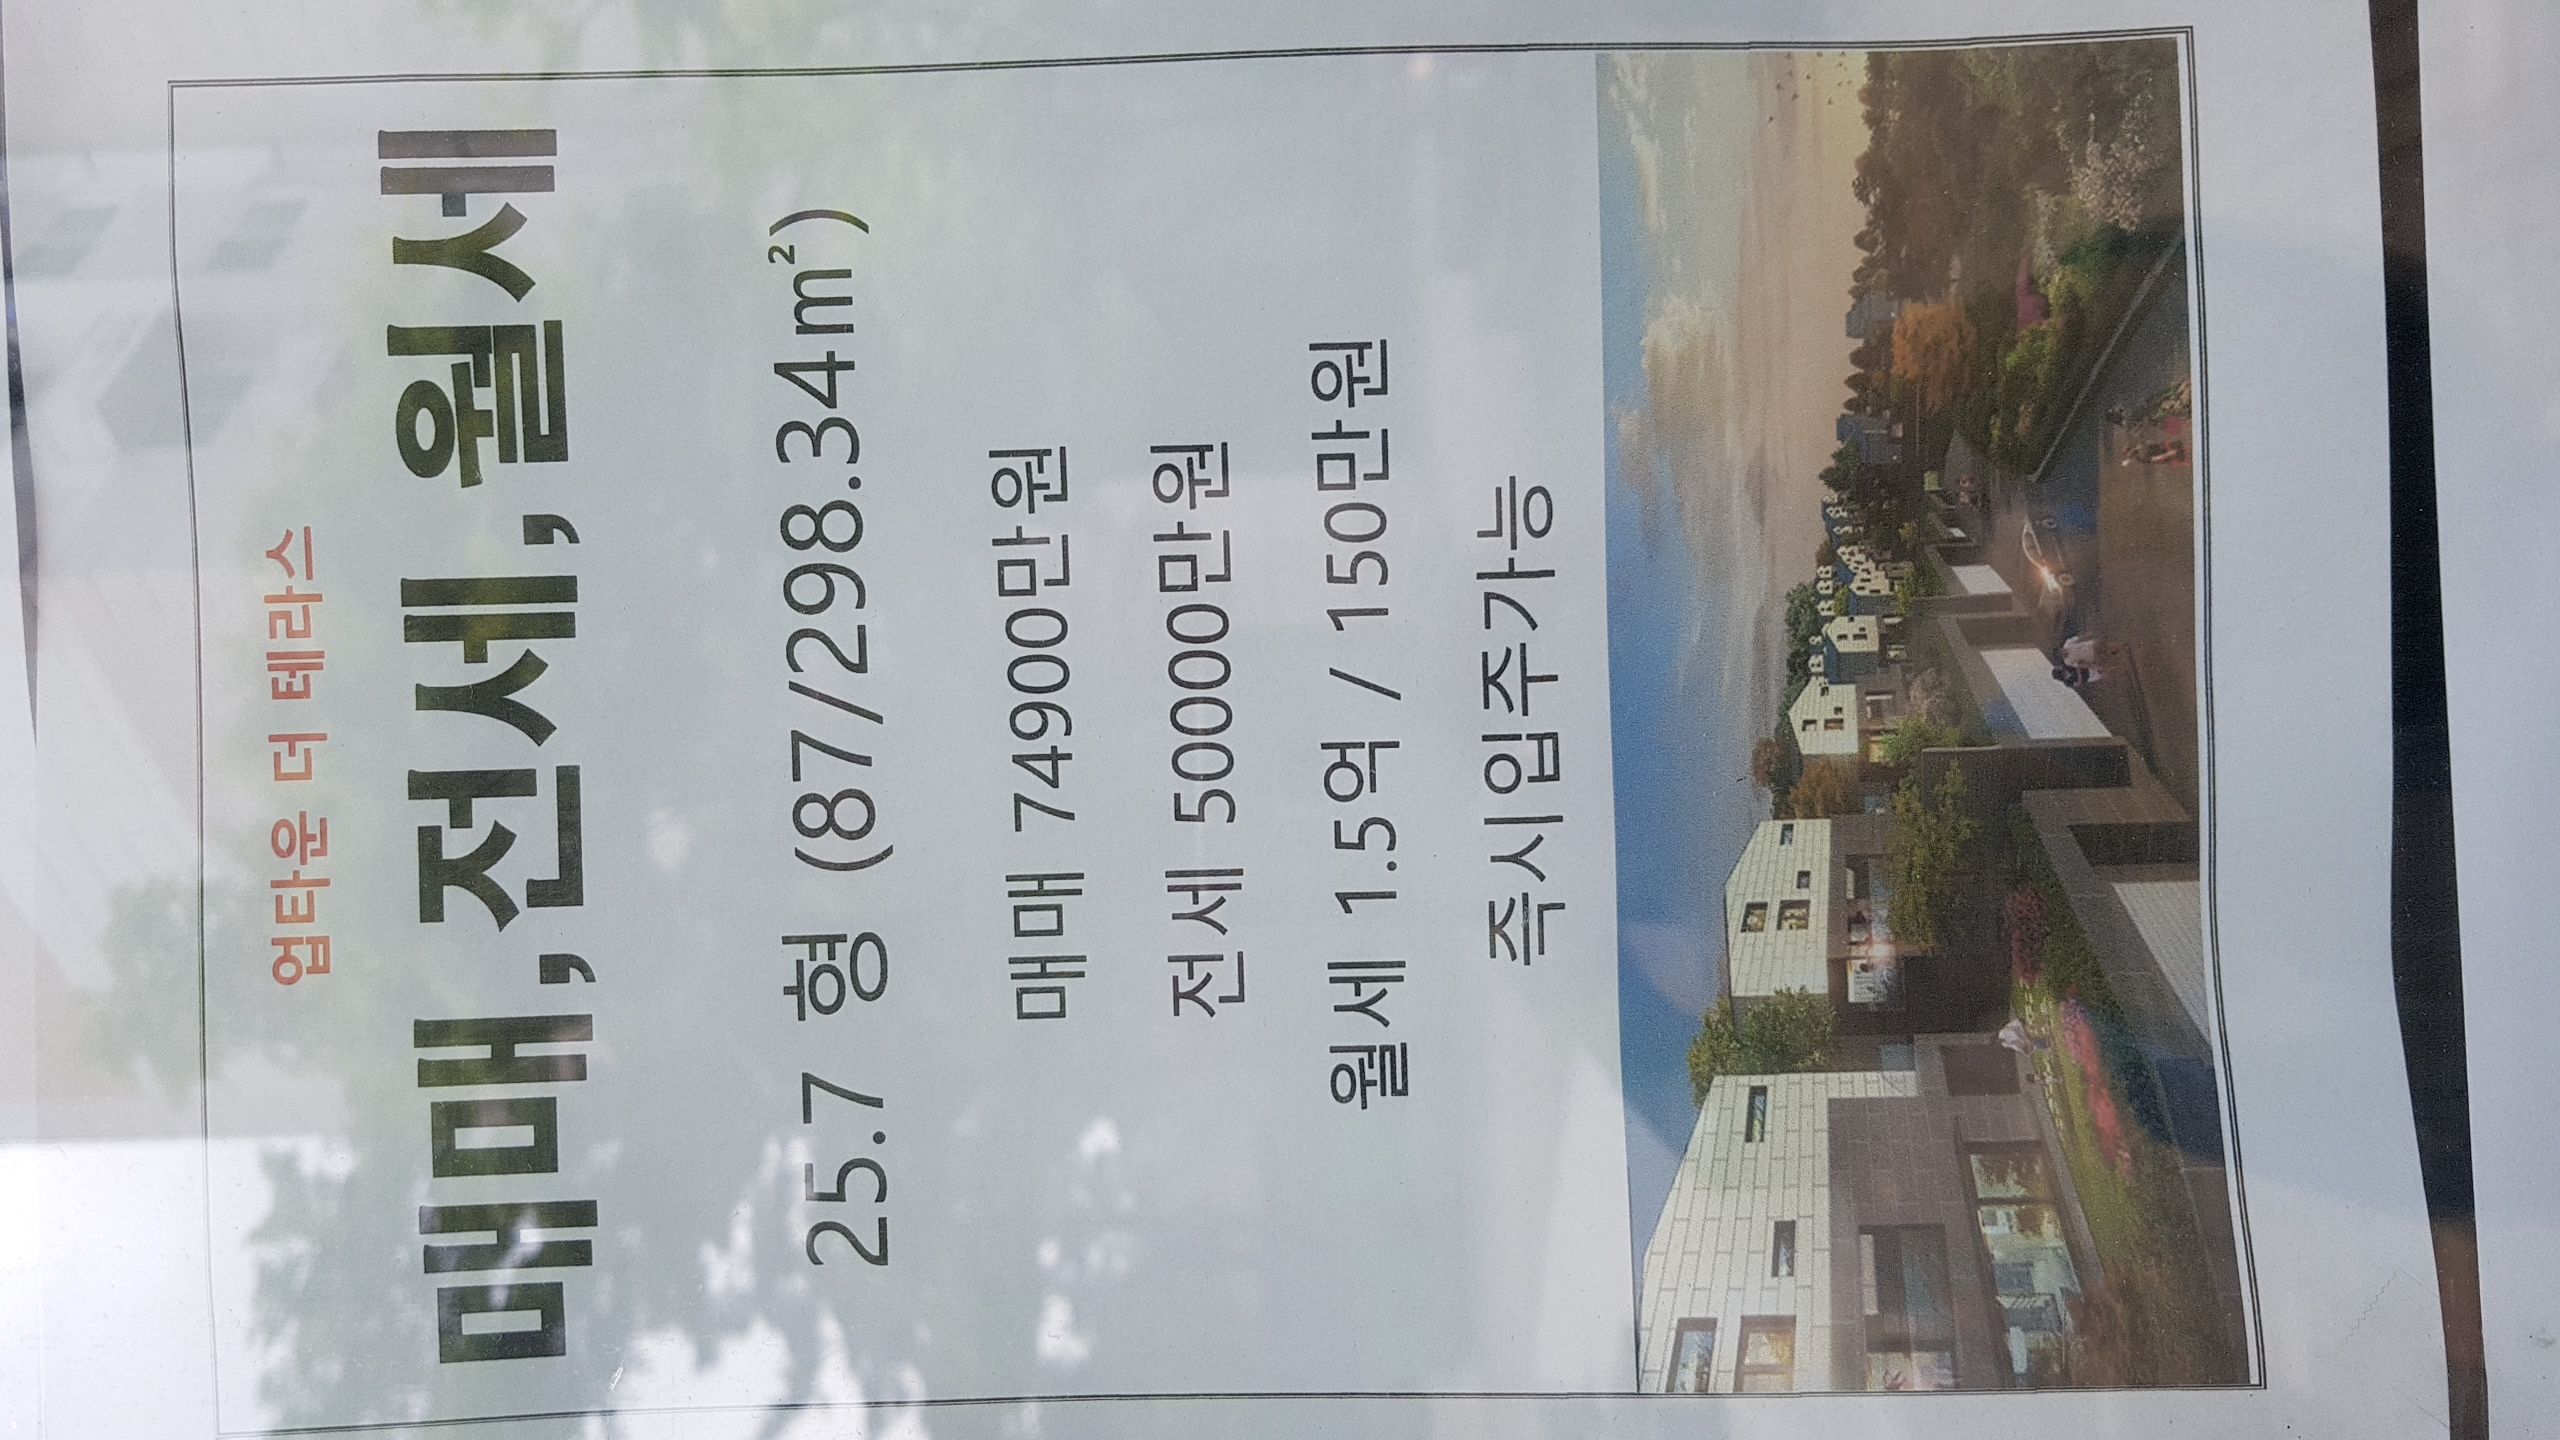 업타운 더 테라스
매매,전세,월세
25.7 형 (87/298.34m²)
매매 74900만원
전세 50000만원
월세 1.5억 / 150만원
즉시입주가능